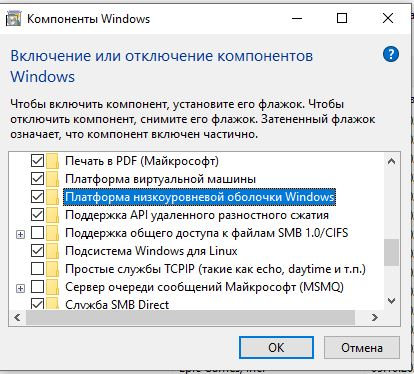 Компоненты Windows
Включение или отключение компонентов
Windows
Чтобы включить компонент, установите его флажок. Чтобы
отключить компонент, снимите его флажок. Затененный флажок
означает, что компонент включен частично.
Печать в PDF (Майкрософт)
Платформа виртуальной машины
Платформа низкоуровневой оболочки Windows
Поддержка API удаленного разностного сжатия
Поддержка общего доступа к файлам SMB 1.0/CIFS
Подсистема Windows для Linux
Простые службы TCPIP (такие как echo, daytime и т.п.)
Сервер очереди сообщений Майкрософт (MSMQ)
Служба SMB Direct
ОК
Отмена